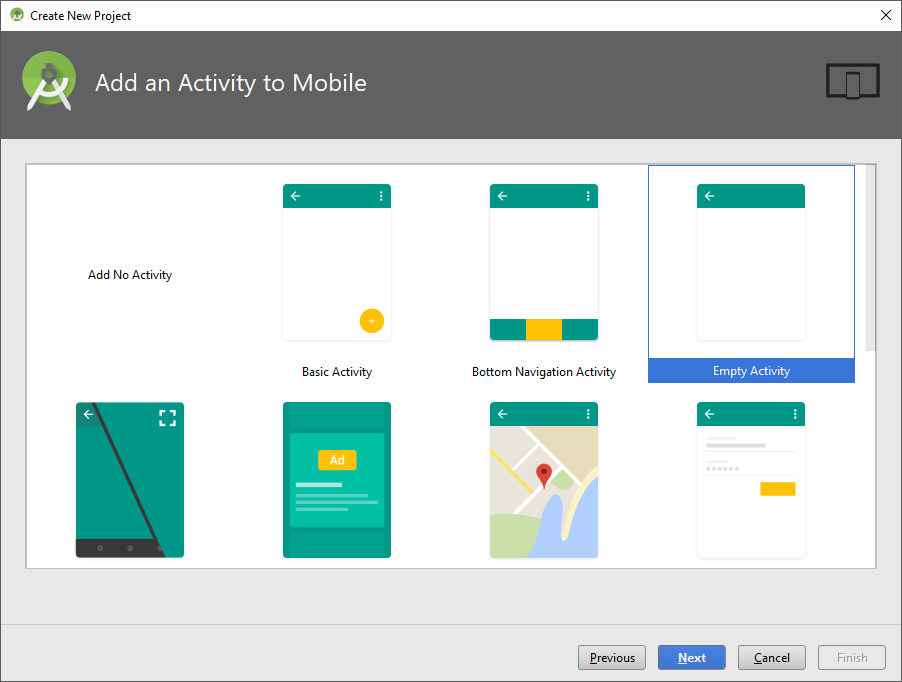 Create New Project
Add an Activity to Mobile
Add No Activity
Basic Activity
Bottom Navigation Activity
Empty Activity
Ad
Previous
Next
Cancel
Finish